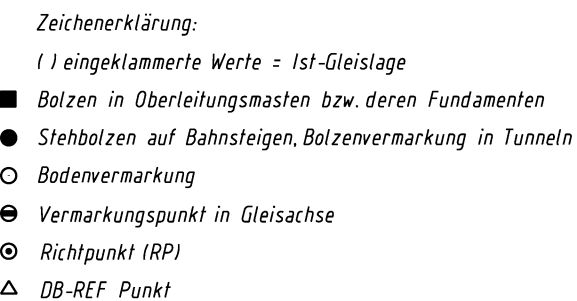 Zeichenerklärung:
( ) eingeklammerte Werte = Ist-Gleislage
Bolzen in Oberleitungsmasten bzw. deren Fundamenten
Stehbolzen auf Bahnsteigen, Bolzenvermarkung in Tunneln
Bodenvermarkung
Vermarkungspunkt in Gleisachse
Richtpunkt (RP)
DB-REF Punkt